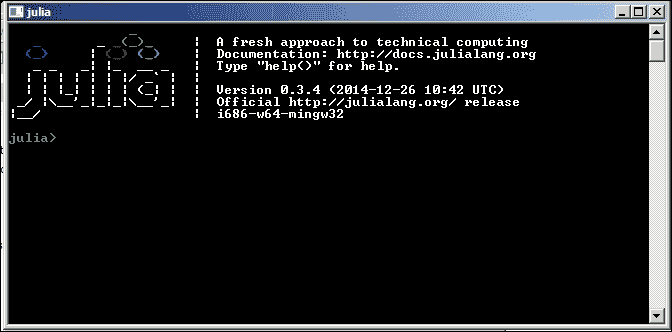 julia
A fresh approach to technical computing
Documentation: http://docs.julialang.org
Type "help()" for help.
Version 0.3.4 (2014-12-26 10:42 UTC)
Official http://julialang.org/ release
i686-w64-mingw32
julia>